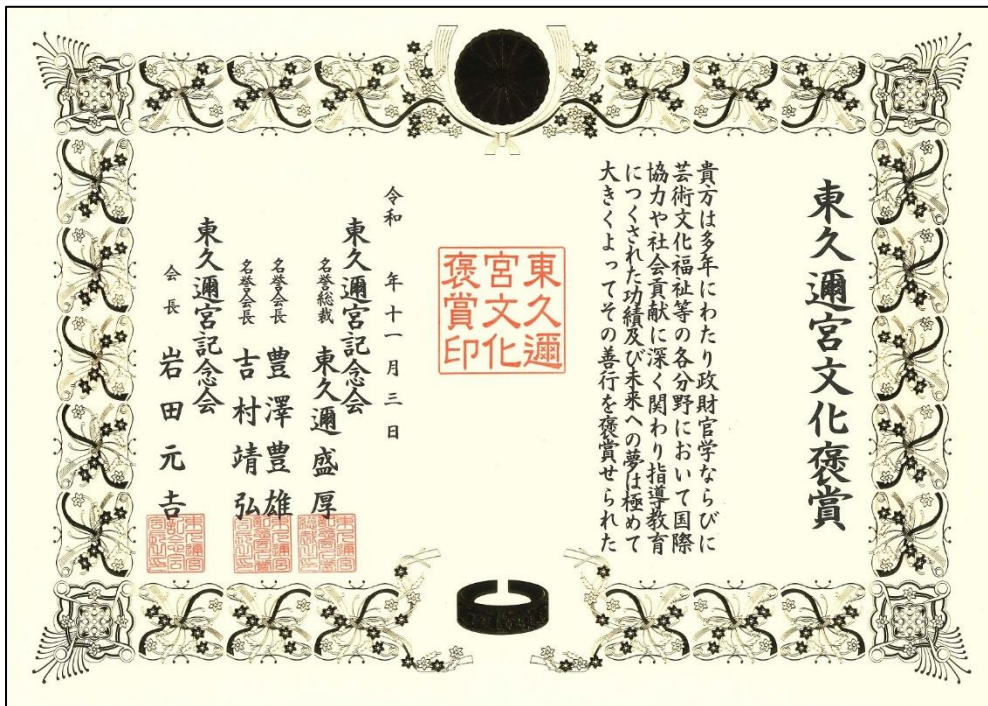 東久邇宮文化褒賞
貴方は多年にわたり政財官学ならびに
芸術文化福祉等の各分野において国際
協力や社会貢献に深く関わり指導教育
につくされた功績及び未来への夢は極めて
大きくよってその善行を褒賞せられた
東久邇
宮文化
褒賞印
令和　年十一月三日
東久邇宮記念会
名誉総裁　東久邇盛厚
名誉会長　豊澤豊雄
名誉会長　吉村靖弘
東久邇宮記念会
会長　岩田元吉